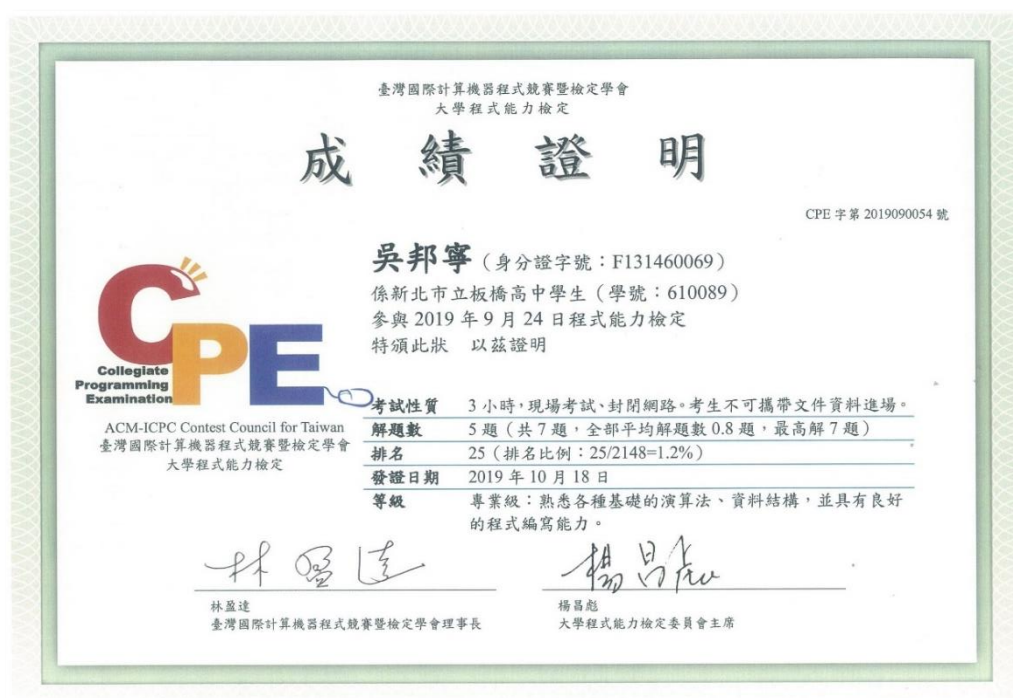 臺灣國際計算機器程式競賽暨檢定學會
大學程式能力檢定
成績證明
CPE 字第 2019090054 號
吳邦寧（身分證字號：F131460069）
係新北市立板橋高中學生（學號：610089）
參與 2019 年 9 月 24 日程式能力檢定
特頒此狀 以茲證明
CPE
Collegiate
Programming
Examination
ACM-ICPC Contest Council for Taiwan
臺灣國際計算機器程式競賽暨檢定學會
大學程式能力檢定
考試性質 3 小時，現場考試、封閉網路。考生不可攜帶文件資料進場。
解題數 5 題（共 7 題，全部平均解題數 0.8 題，最高解 7 題）
排名 25（排名比例：25/2148=1.2%）
發證日期 2019 年 10 月 18 日
等級 專業級：熟悉各種基礎的演算法、資料結構，並具有良好
的程式編寫能力。
林盈達 楊昌彪
林盈達 楊昌彪
臺灣國際計算機器程式競賽暨檢定學會理事長 大學程式能力檢定委員會主席